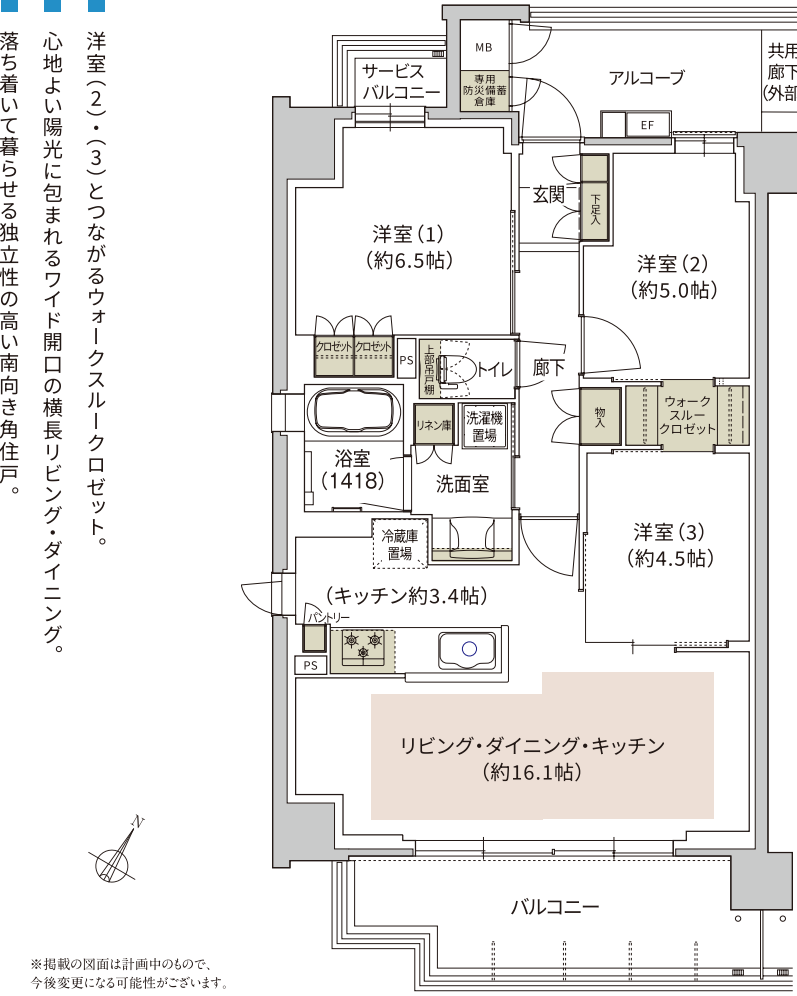 洋室（2）・（3）とつながるウォークスルークロゼット。
心地よい陽光に包まれるワイド開口の横長リビング・ダイニング。
落ち着いて暮らせる独立性の高い南向き角住戸。
MB
専用
防災備蓄
倉庫
サービス
バルコニー
アルコーブ
共用
廊下
（外部
EF
玄関
下足入
洋室（1）
（約6.5帖）
洋室（2）
（約5.0帖）
クロゼット
クロゼット
PS
上部吊戸棚
トイレ
廊下
物入
ウォーク
スルー
クロゼット
リネン庫
洗濯機
置場
浴室
（1418）
洗面室
洋室（3）
（約4.5帖）
冷蔵庫
置場
（キッチン約3.4帖）
パントリー
PS
リビング・ダイニング・キッチン
（約16.1帖）
N
バルコニー
※掲載の図面は計画中のもので、
今後変更になる可能性がございます。